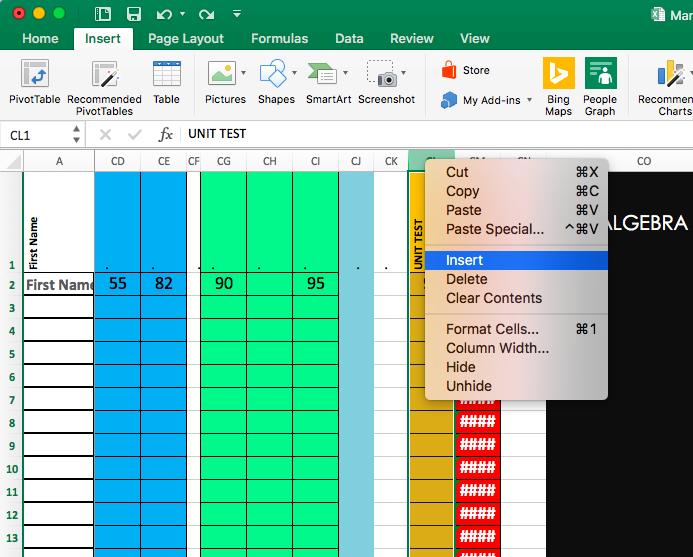 Mar
Home Insert Page Layout Formulas Data Review View
PivotTable Recommended PivotTables Table Pictures Shapes SmartArt Screenshot Store My Add-ins Bing Maps People Graph Recommen Charts
CL1 fx UNIT TEST
A CD CE CF CG CH CI CJ CK CN CO
1 First Name . . . . . . . . UNIT TEST ALGEBRA
2 First Name 55 82 90 95
Cut ⌘X
Copy ⌘C
Paste ⌘V
Paste Special... ^⌘V
Insert
Delete
Clear Contents
Format Cells... ⌘1
Column Width...
Hide
Unhide
3
4
5
6
7 ####
8 ####
9 ####
10 ####
11 ####
12 ####
13 ####